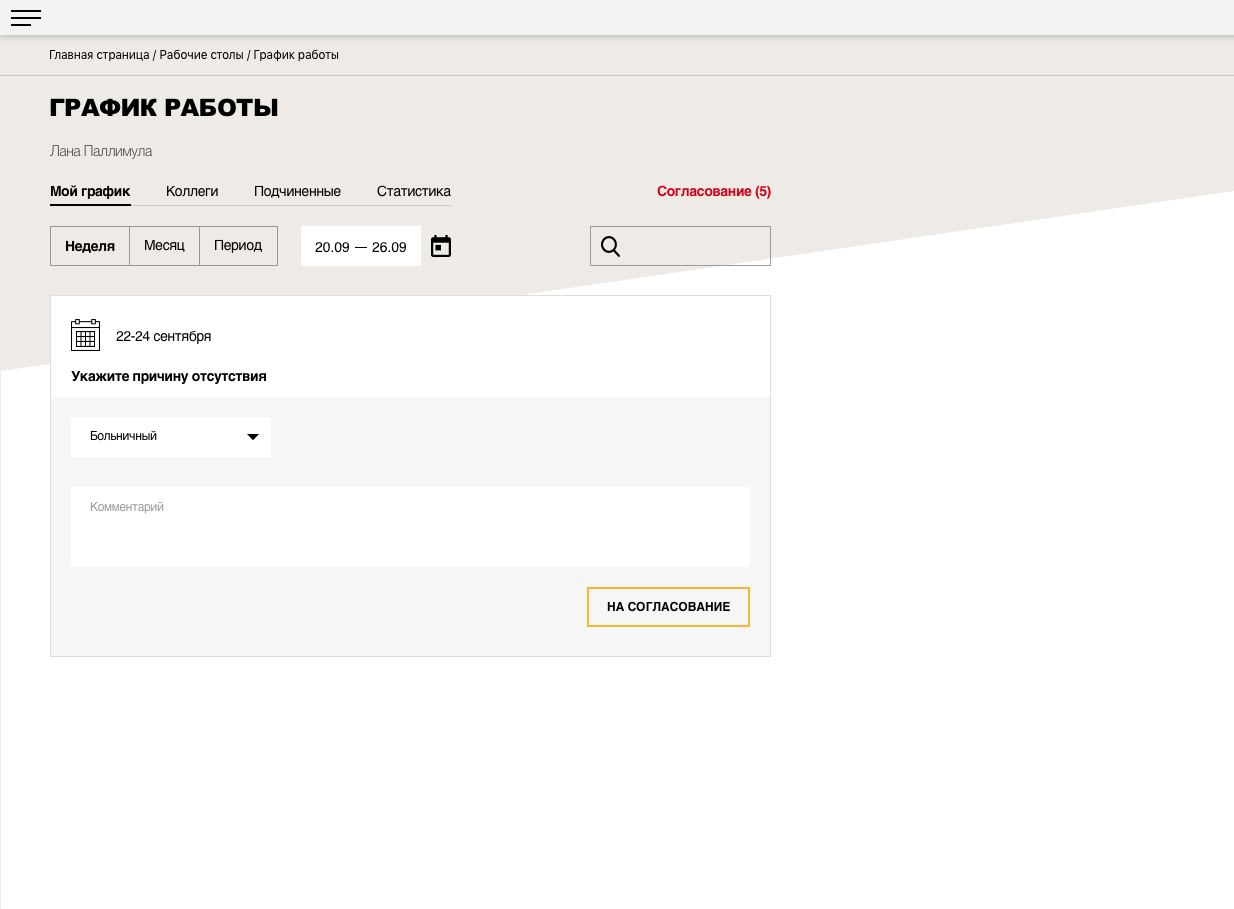 Главная страница / Рабочие столы / График работы
ГРАФИК РАБОТЫ
Лана Паллимула
Мой график Коллеги Подчиненные Статистика Согласование (5)
Неделя Месяц Период 20.09 — 26.09
22-24 сентября
Укажите причину отсутствия
Больничный
Комментарий
НА СОГЛАСОВАНИЕ